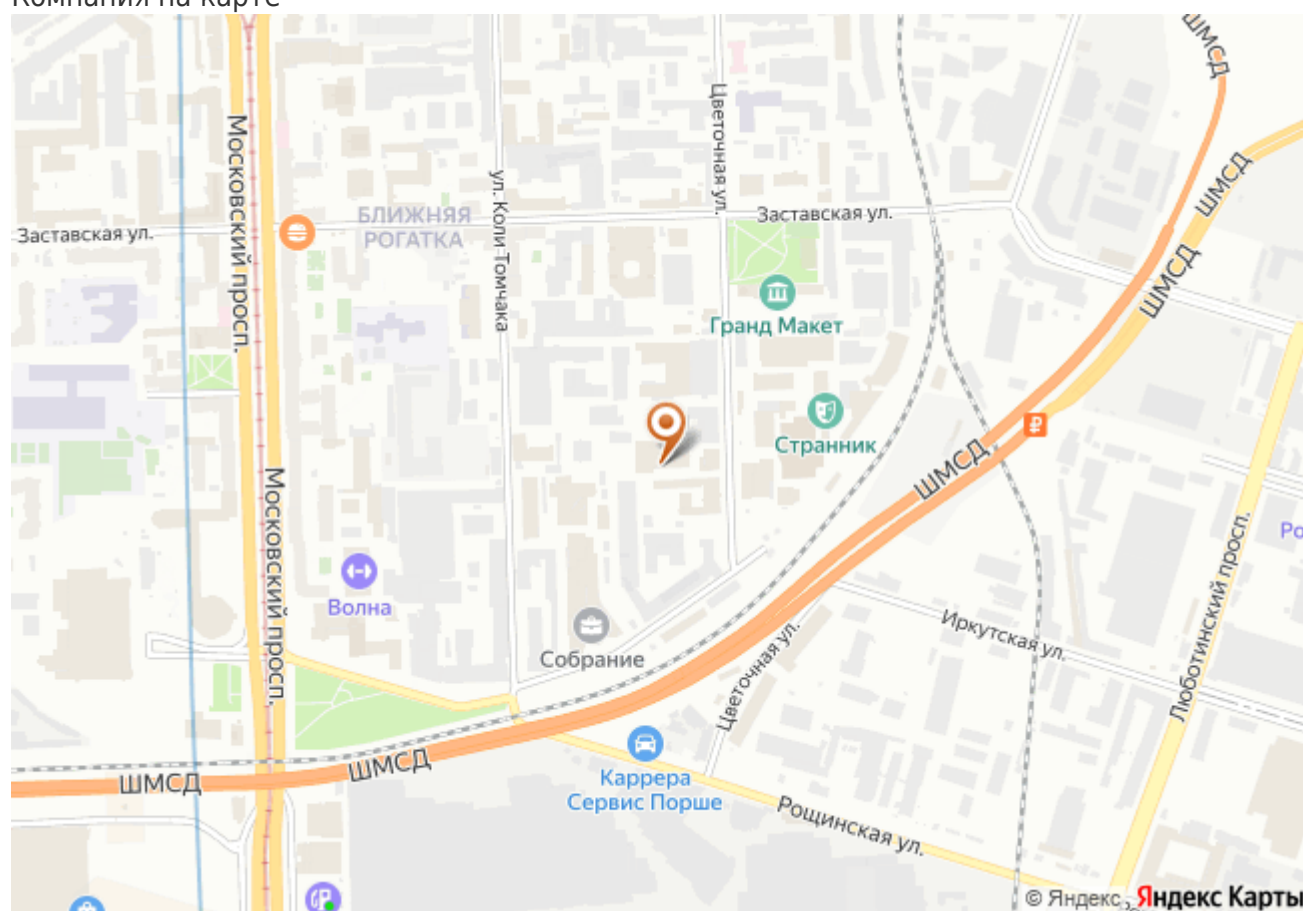 Компания на карте
ШМСД
Московский просп.
Цветочная ул.
ул. Коли Томчака
БЛИЖНЯЯ
РОГАТКА
Заставская ул.
Заставская ул.
ШМСД
ШМСД
Гранд Макет
Странник
ШМСД
Московский просп.
Волна
Собрание
Иркутская ул.
Люботинский просп.
Ро
Цветочная ул.
ШМСД
ШМСД
Каррера
Сервис Порше
Рощинская ул.
© Яндекс Яндекс Карты